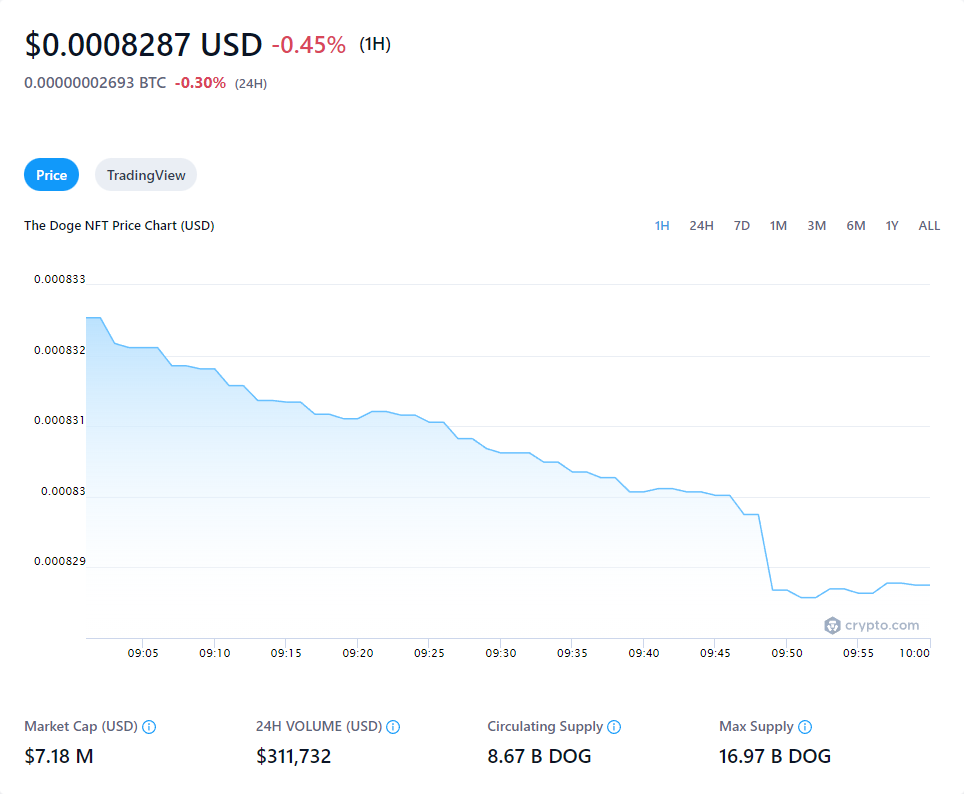 $0.0008287 USD -0.45% (1H)
0.00000002693 BTC -0.30% (24H)
Price TradingView
The Doge NFT Price Chart (USD) 1H 24H 7D 1M 3M 6M 1Y ALL
0.000833
0.000832
0.000831
0.00083
0.000829
crypto.com
09:05 09:10 09:15 09:20 09:25 09:30 09:35 09:40 09:45 09:50 09:55 10:00
Market Cap (USD) 24H VOLUME (USD) Circulating Supply Max Supply
$7.18 M $311,732 8.67 B DOG 16.97 B DOG